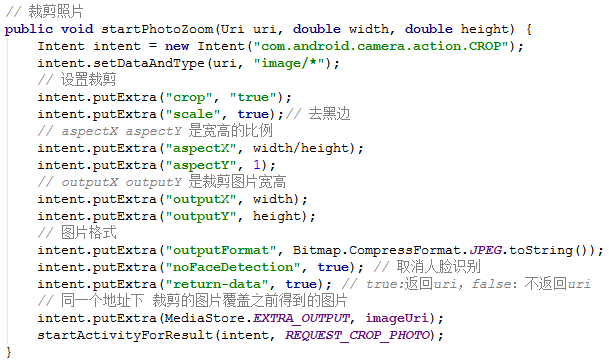 // 裁剪照片
public void startPhotoZoom(Uri uri, double width, double height) {
    Intent intent = new Intent("com.android.camera.action.CROP");
    intent.setDataAndType(uri, "image/*");
    // 设置裁剪
    intent.putExtra("crop", "true");
    intent.putExtra("scale", true);// 去黑边
    // aspectX aspectY 是宽高的比例
    intent.putExtra("aspectX", width/height);
    intent.putExtra("aspectY", 1);
    // outputX outputY 是裁剪图片宽高
    intent.putExtra("outputX", width);
    intent.putExtra("outputY", height);
    // 图片格式
    intent.putExtra("outputFormat", Bitmap.CompressFormat.JPEG.toString());
    intent.putExtra("noFaceDetection", true); // 取消人脸识别
    intent.putExtra("return-data", true); // true:返回uri, false: 不返回uri
    // 同一个地址下 裁剪的图片覆盖之前得到的图片
    intent.putExtra(MediaStore.EXTRA_OUTPUT, imageUri);
    startActivityForResult(intent, REQUEST_CROP_PHOTO);
}